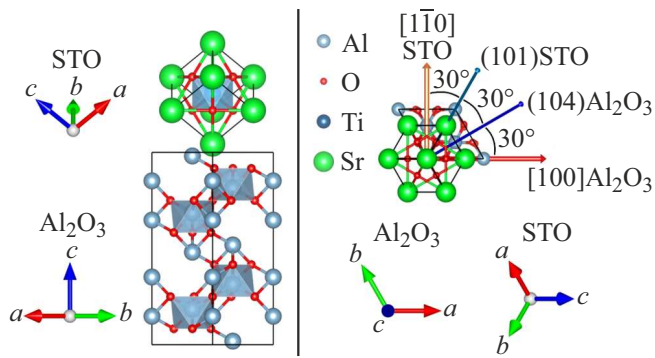 STO
c b a
Al₂O₃
c
a b
Al
O
Ti
Sr
[11̄0]
STO
(101)STO
30°
30°
(104)Al₂O₃
30°
[100]Al₂O₃
Al₂O₃
b
c a
STO
a
c
b